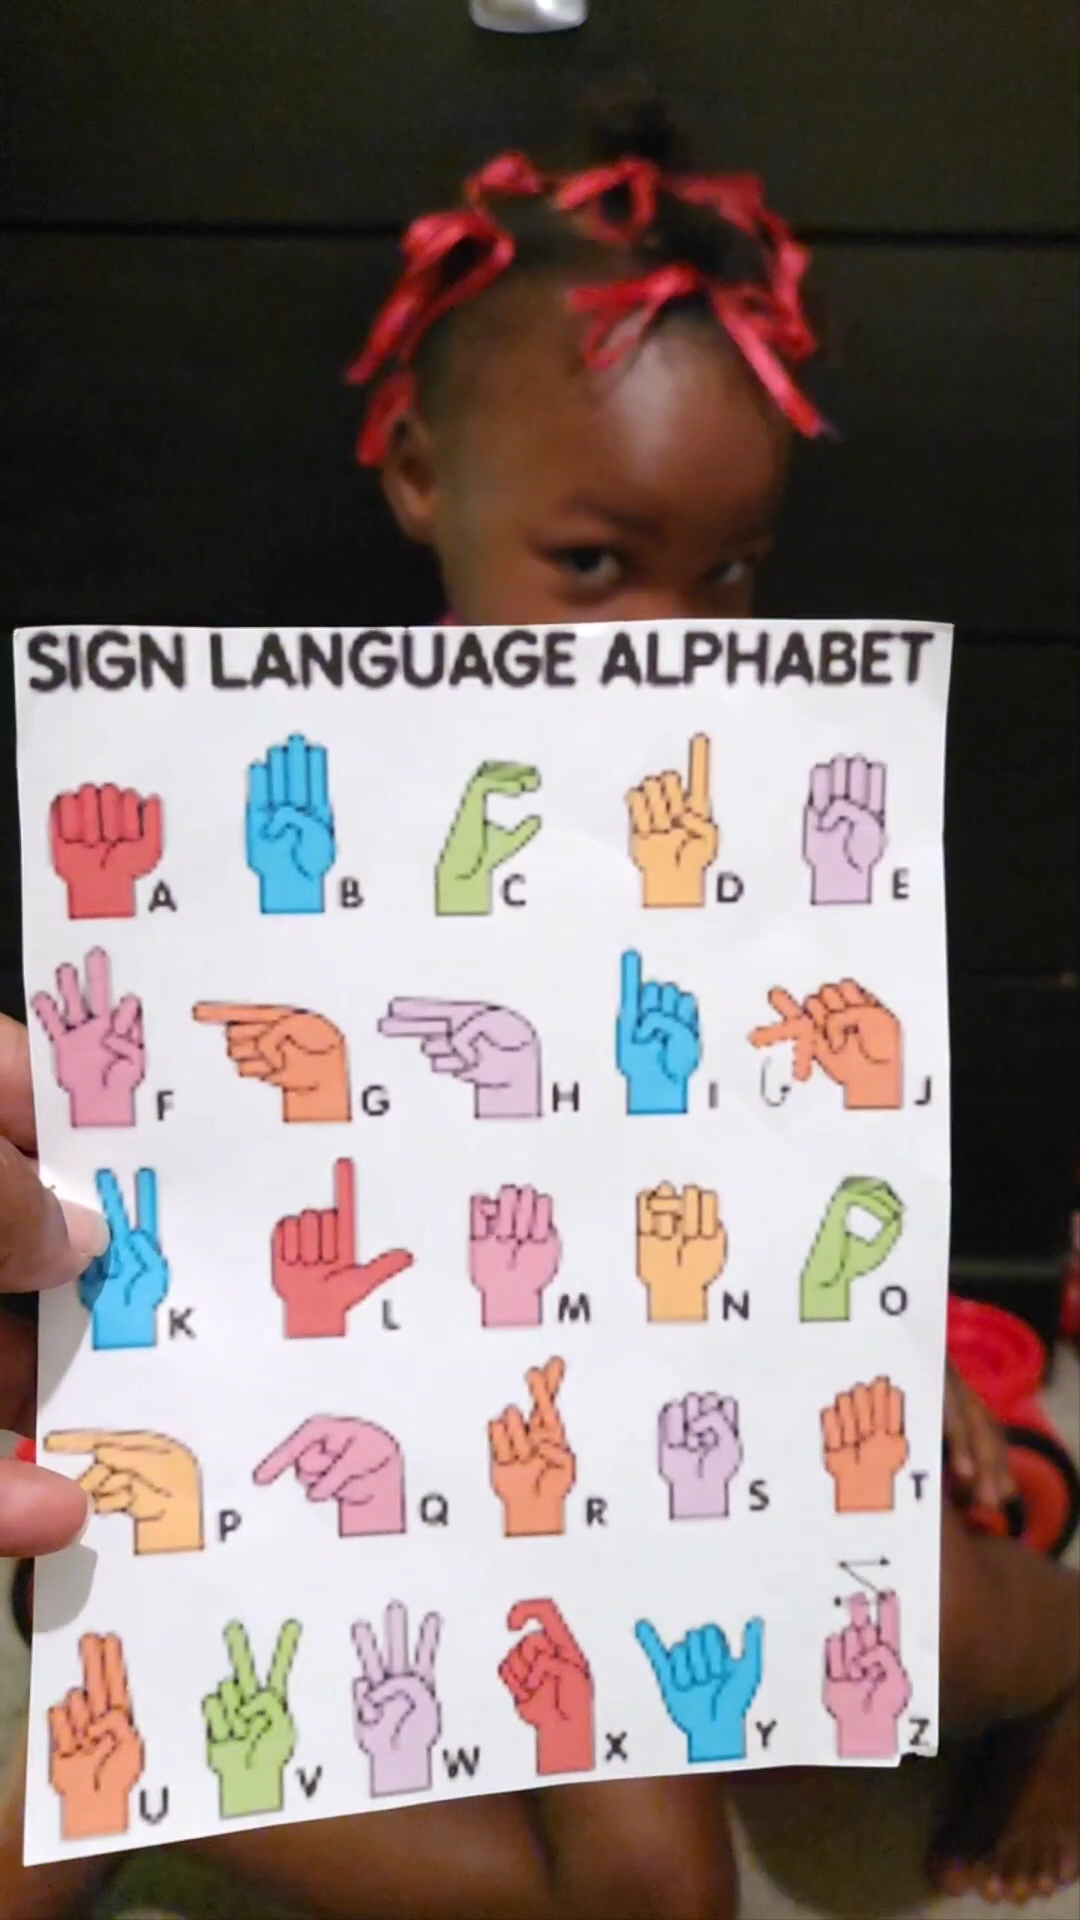 SIGN LANGUAGE ALPHABET
A B C D E
F G H I J
K L M N O
P Q R S T
U V W X Y Z